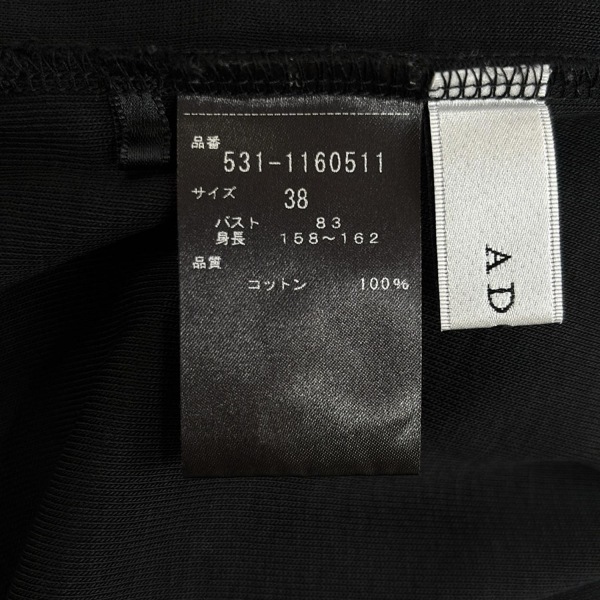 品番
531-1160511
サイズ
38
バスト 83
身長 158～162
品質
コットン 100%
AD